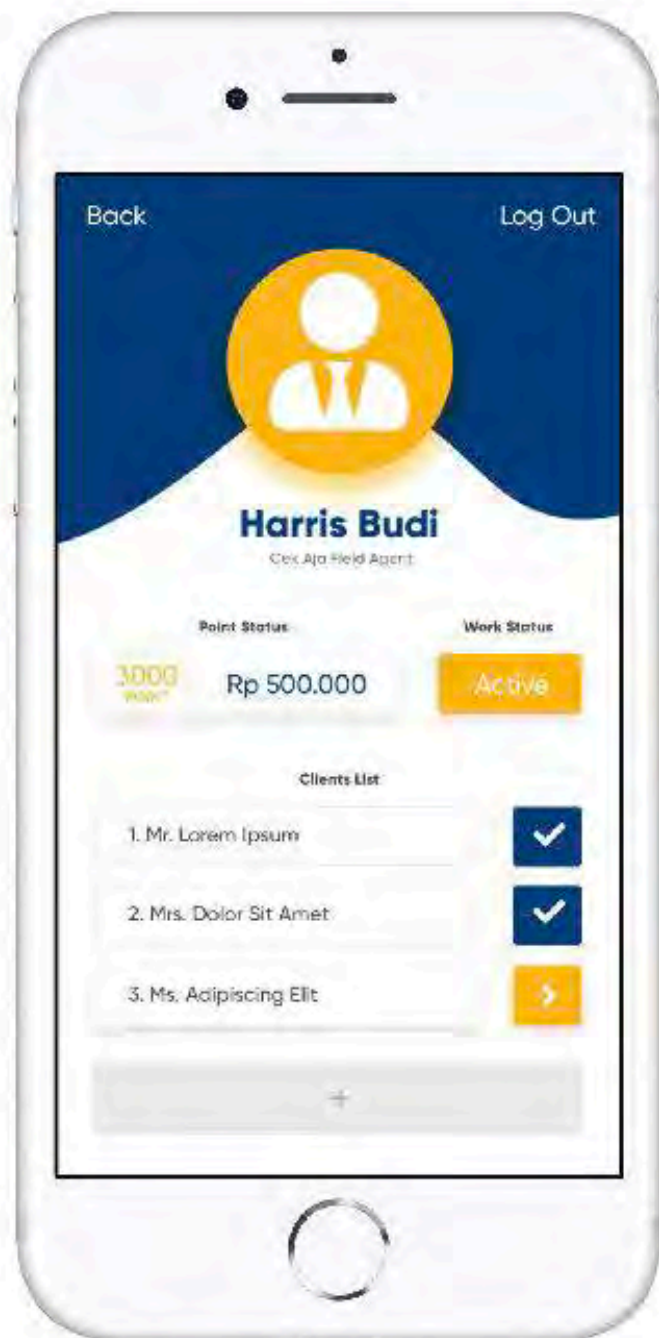 Back
Log Out
Harris Budi
Cek Aja Field Agent
Point Status
Work Status
3000
POINT
Rp 500.000
Active
Clients List
1. Mr. Lorem Ipsum
2. Mrs. Dolor Sit Amet
3. Ms. Adipiscing Elit
+